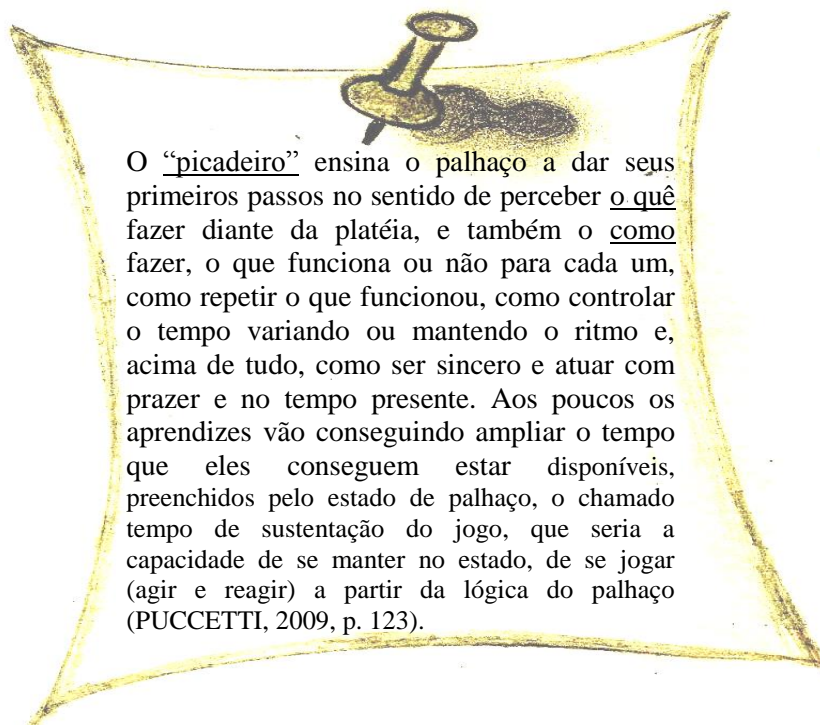 O “picadeiro” ensina o palhaço a dar seus
primeiros passos no sentido de perceber o quê
fazer diante da platéia, e também o como
fazer, o que funciona ou não para cada um,
como repetir o que funcionou, como controlar
o tempo variando ou mantendo o ritmo e,
acima de tudo, como ser sincero e atuar com
prazer e no tempo presente. Aos poucos os
aprendizes vão conseguindo ampliar o tempo
que eles conseguem estar disponíveis,
preenchidos pelo estado de palhaço, o chamado
tempo de sustentação do jogo, que seria a
capacidade de se manter no estado, de se jogar
(agir e reagir) a partir da lógica do palhaço
(PUCCETTI, 2009, p. 123).